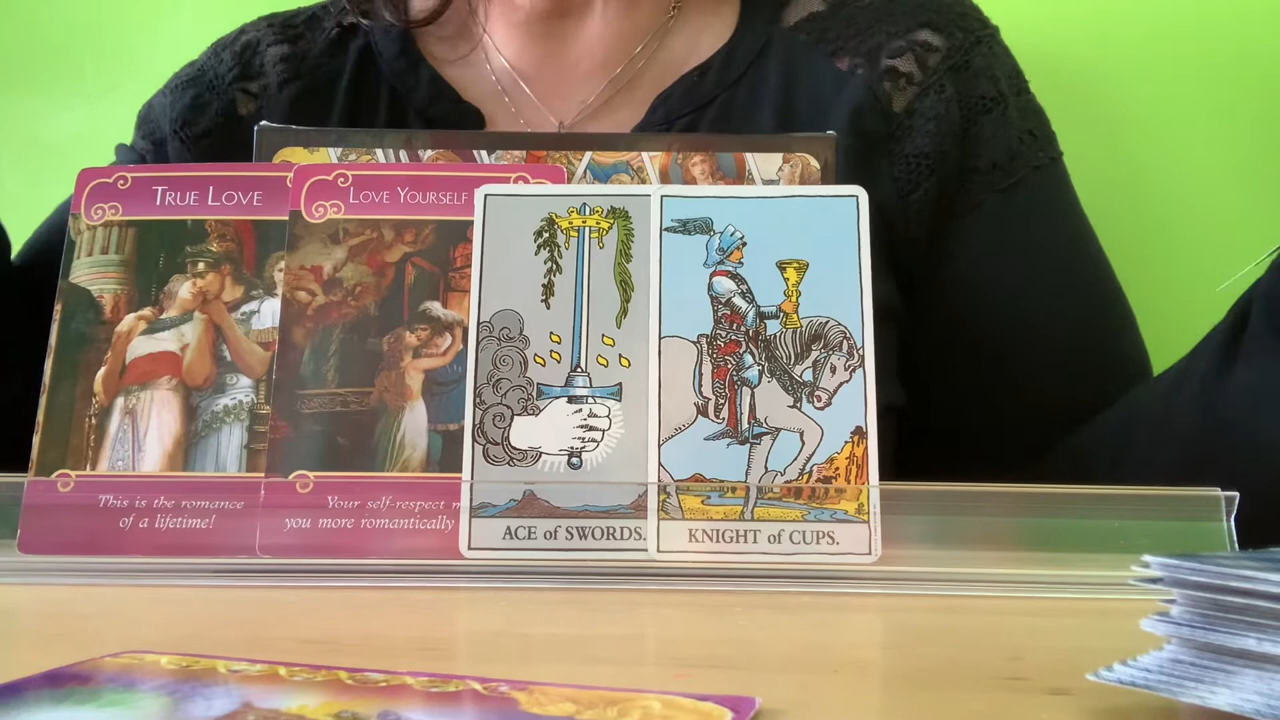 TRUE LOVE
This is the romance
of a lifetime!
LOVE YOURSELF
Your self-respect
you more romantically
ACE of SWORDS.
KNIGHT of CUPS.